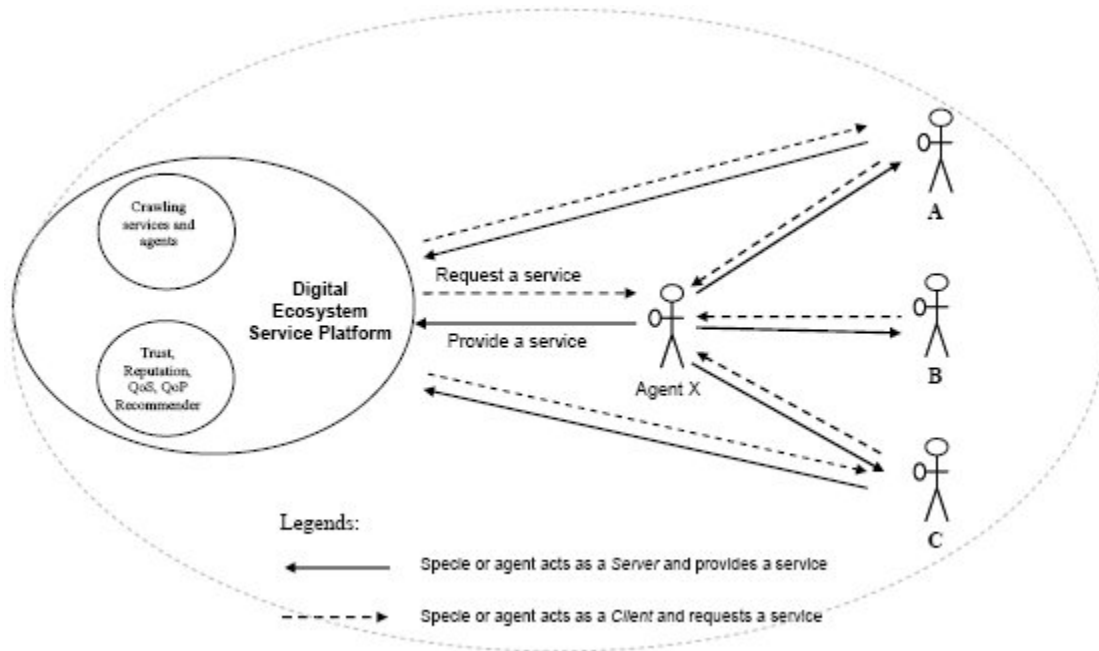 A
Crawling
services and
agents
Request a service
Digital
Ecosystem
Service Platform
B
Provide a service
Trust,
Reputation,
QoS, QoP
Recommender
Agent X
C
Legends:
Specie or agent acts as a Server and provides a service
Specie or agent acts as a Client and requests a service